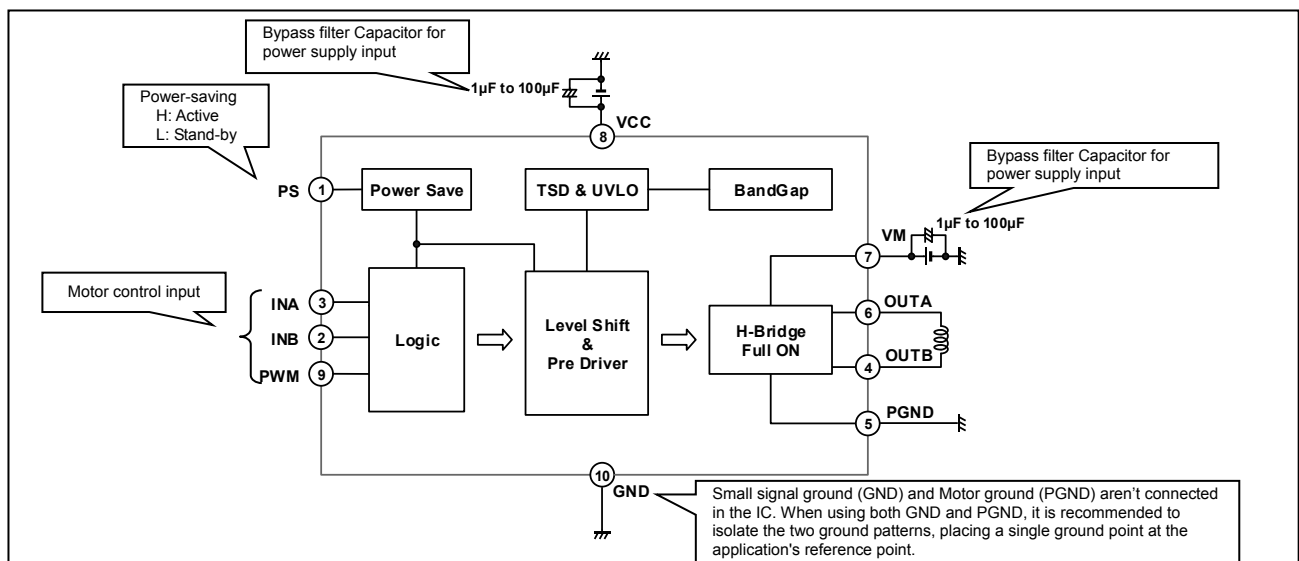 Bypass filter Capacitor for
power supply input
1µF to 100µF
Power-saving
H: Active
L: Stand-by
8
VCC
Bypass filter Capacitor for
power supply input
PS
1
Power Save
TSD & UVLO
BandGap
1µF to 100µF
VM
7
Motor control input
INA
3
INB
2
PWM
9
Logic
Level Shift
&
Pre Driver
H-Bridge
Full ON
OUTA
6
OUTB
4
PGND
5
10
GND
Small signal ground (GND) and Motor ground (PGND) aren't connected
in the IC. When using both GND and PGND, it is recommended to
isolate the two ground patterns, placing a single ground point at the
application's reference point.